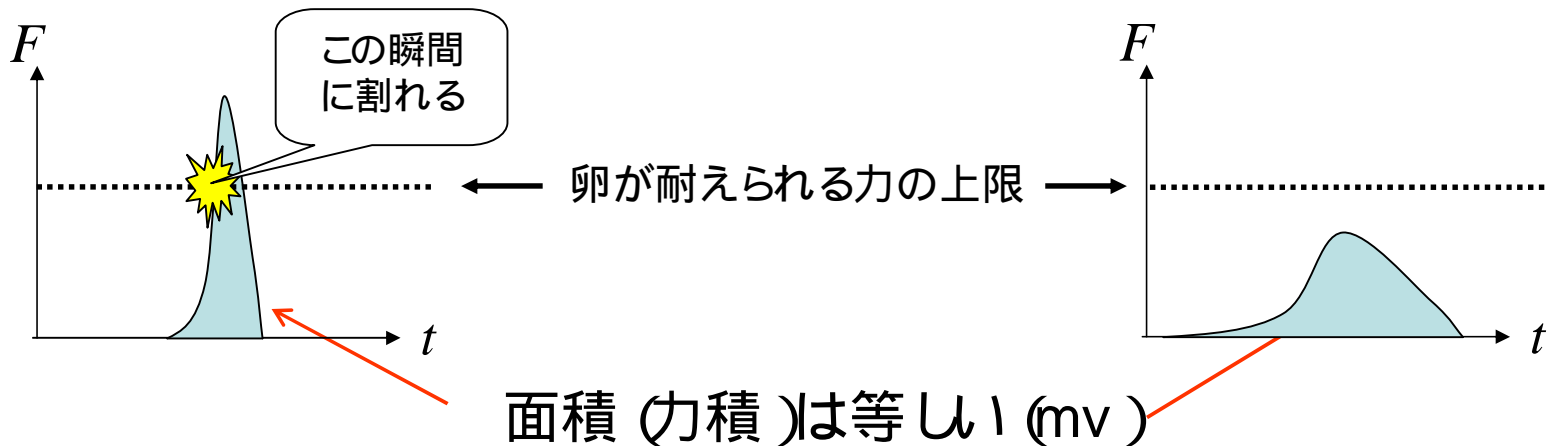 F
この瞬間
に割れる
F
卵が耐えられる力の上限
t
t
面積(力積)は等しい(mv)